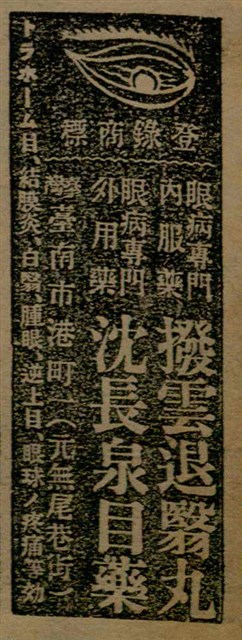 登錄商標
眼病專門
內服藥
撥雲退翳丸
眼病專門
外用藥
沈長泉目藥
臺灣臺南市港町一(元無尾巷街)
トラホーム目、結膜炎、白翳、腫眼、逆上目、眼球ノ疼痛等効